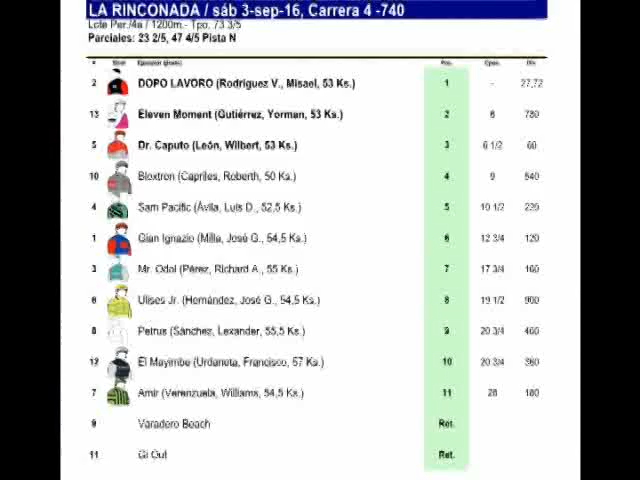 LA RINCONADA / sáb 3-sep-16, Carrera 4 -740
Lote Per./4a / 1200m.- Tpo. 73 3/5
Parciales: 23 2/5, 47 4/5 Pista N
# Ejemplar (jinete) Pos. Cpos. Div.
2 DOPO LAVORO (Rodríguez V., Misael, 53 Ks.) 1 - 27,72
13 Eleven Moment (Gutiérrez, Yorman, 53 Ks.) 2 6 780
5 Dr. Caputo (León, Wilbert, 53 Ks.) 3 6 1/2 60
10 Bloxtron (Capriles, Roberth, 50 Ks.) 4 9 540
4 Sam Pacific (Ávila, Luis D., 52,5 Ks.) 5 10 1/2 220
1 Gian Ignazio (Milla, José G., 54,5 Ks.) 6 12 3/4 120
3 Mr. Odol (Pérez, Richard A., 55 Ks.) 7 17 3/4 160
6 Ulises Jr. (Hernández, José G., 54,5 Ks.) 8 19 1/2 900
8 Petrus (Sánchez, Lexander, 55,5 Ks.) 9 20 3/4 460
12 El Mayimbe (Urdaneta, Francisco, 57 Ks.) 10 20 3/4 360
7 Amir (Verenzuela, Williams, 54,5 Ks.) 11 28 180
9 Varadero Beach Ret.
11 Gi Out Ret.